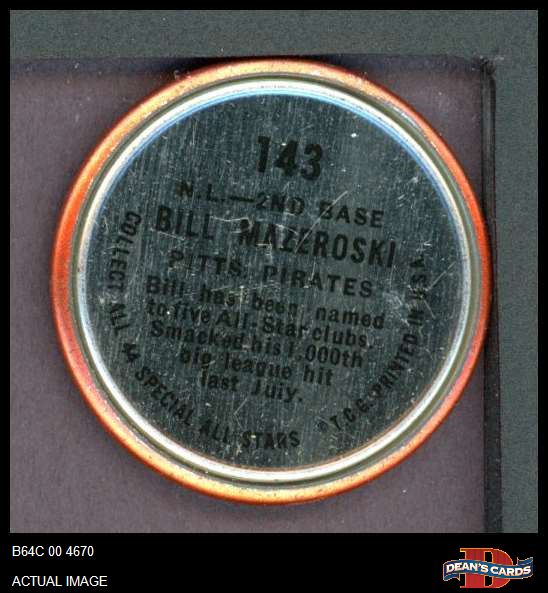 143
N.L.—2ND BASE
BILL MAZEROSKI
PITTS. PIRATES
Bill has been named
to five All-Star clubs.
Smacked his 1,000th
big league hit
last July.
COLLECT ALL 44 SPECIAL ALL STARS
©T.C.G. PRINTED IN U.S.A.
B64C 00 4670
ACTUAL IMAGE
D
DEAN'S CARDS